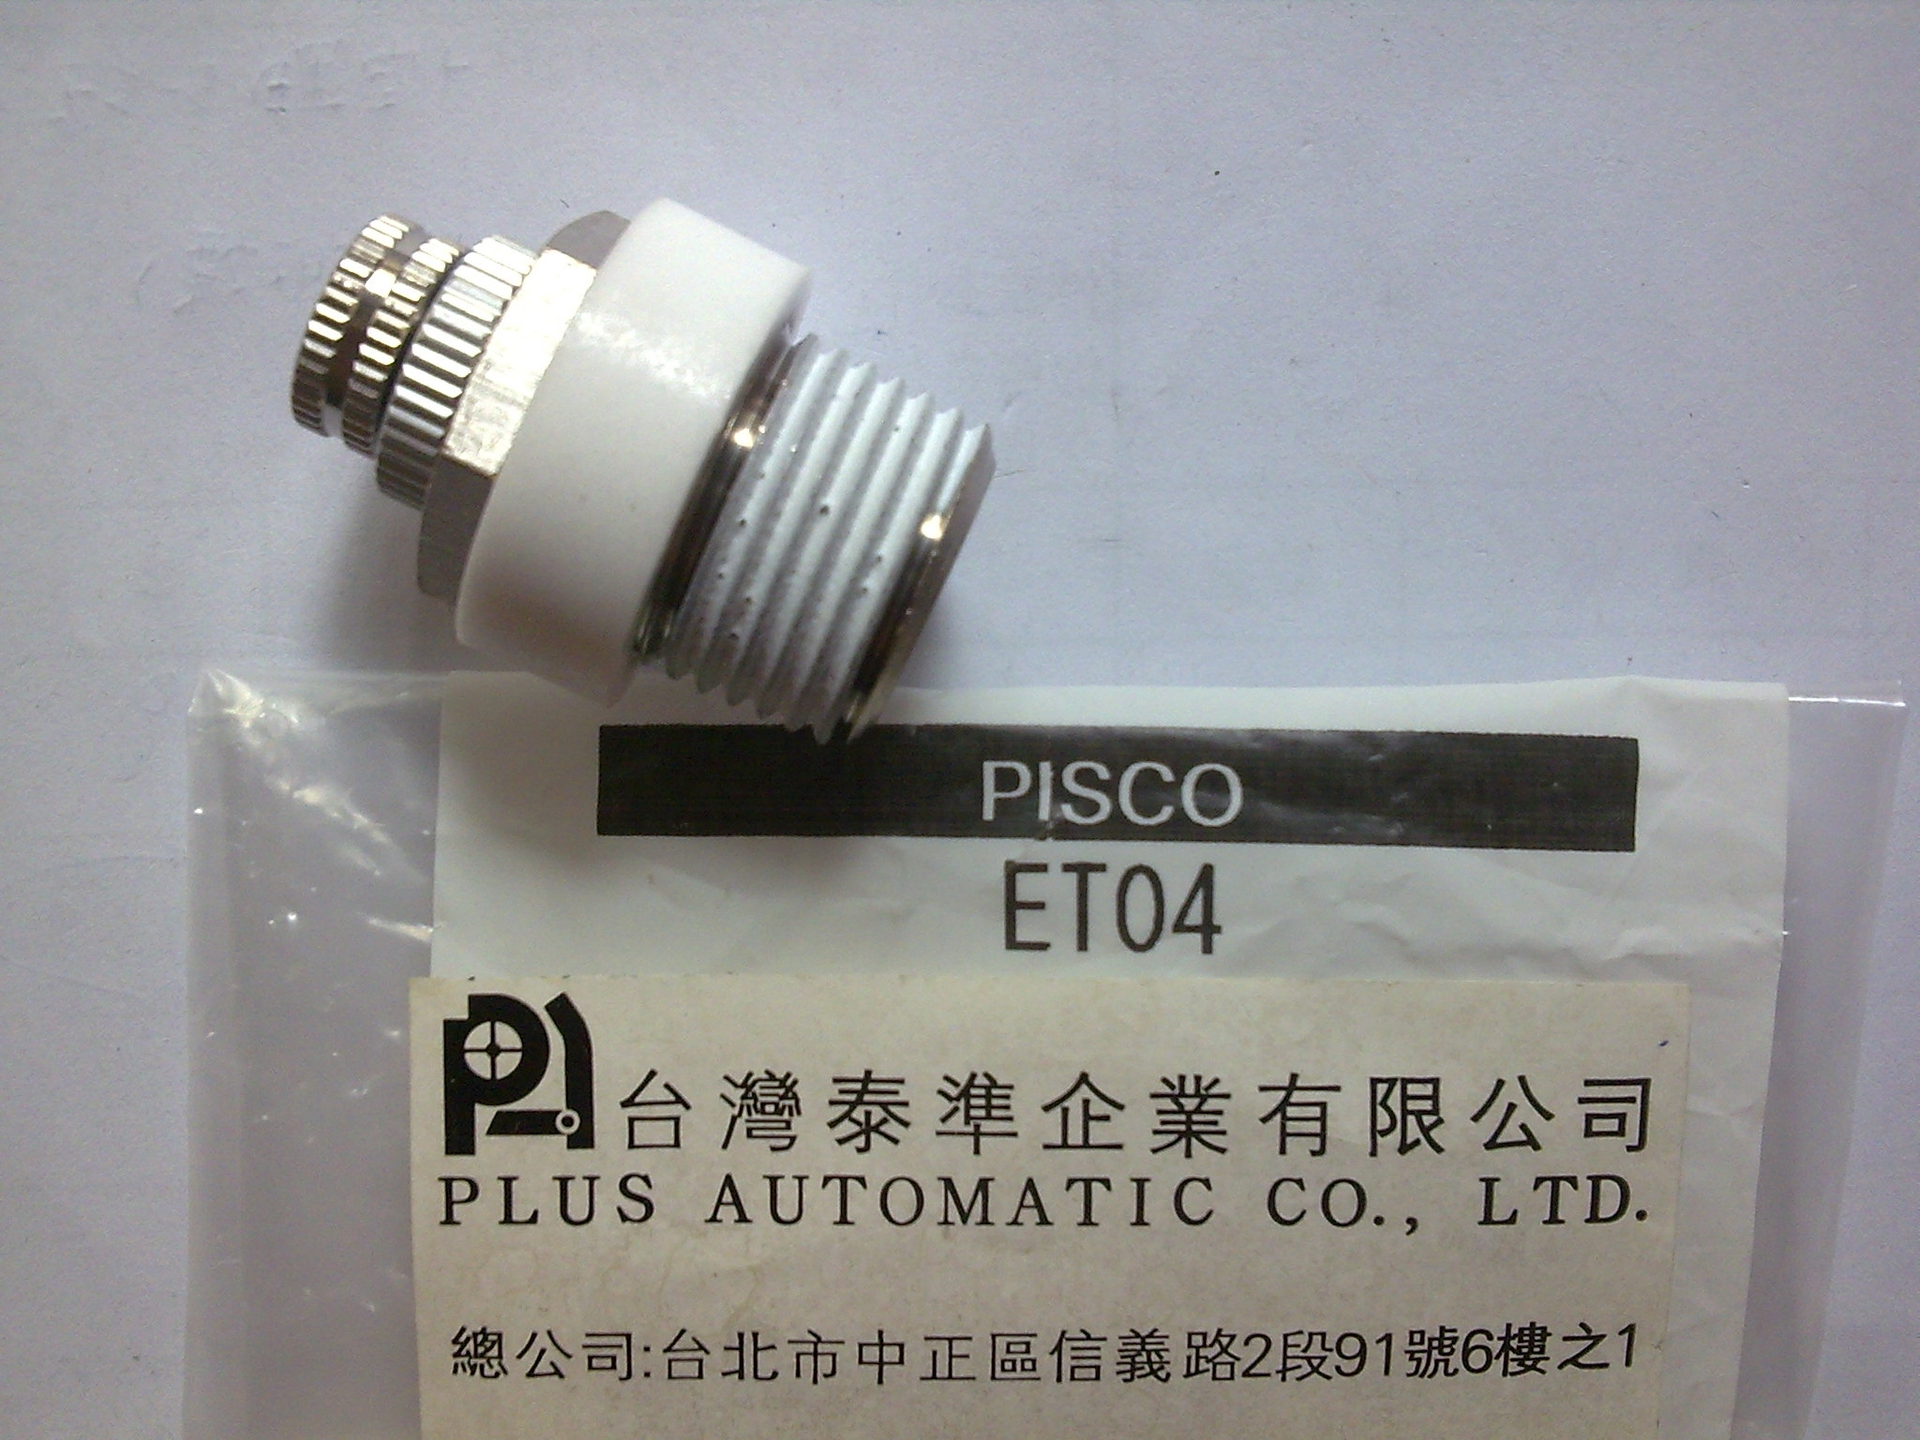 PISCO
ET04
台灣泰準企業有限公司
PLUS AUTOMATIC CO., LTD.
總公司:台北市中正區信義路2段91號6樓之1